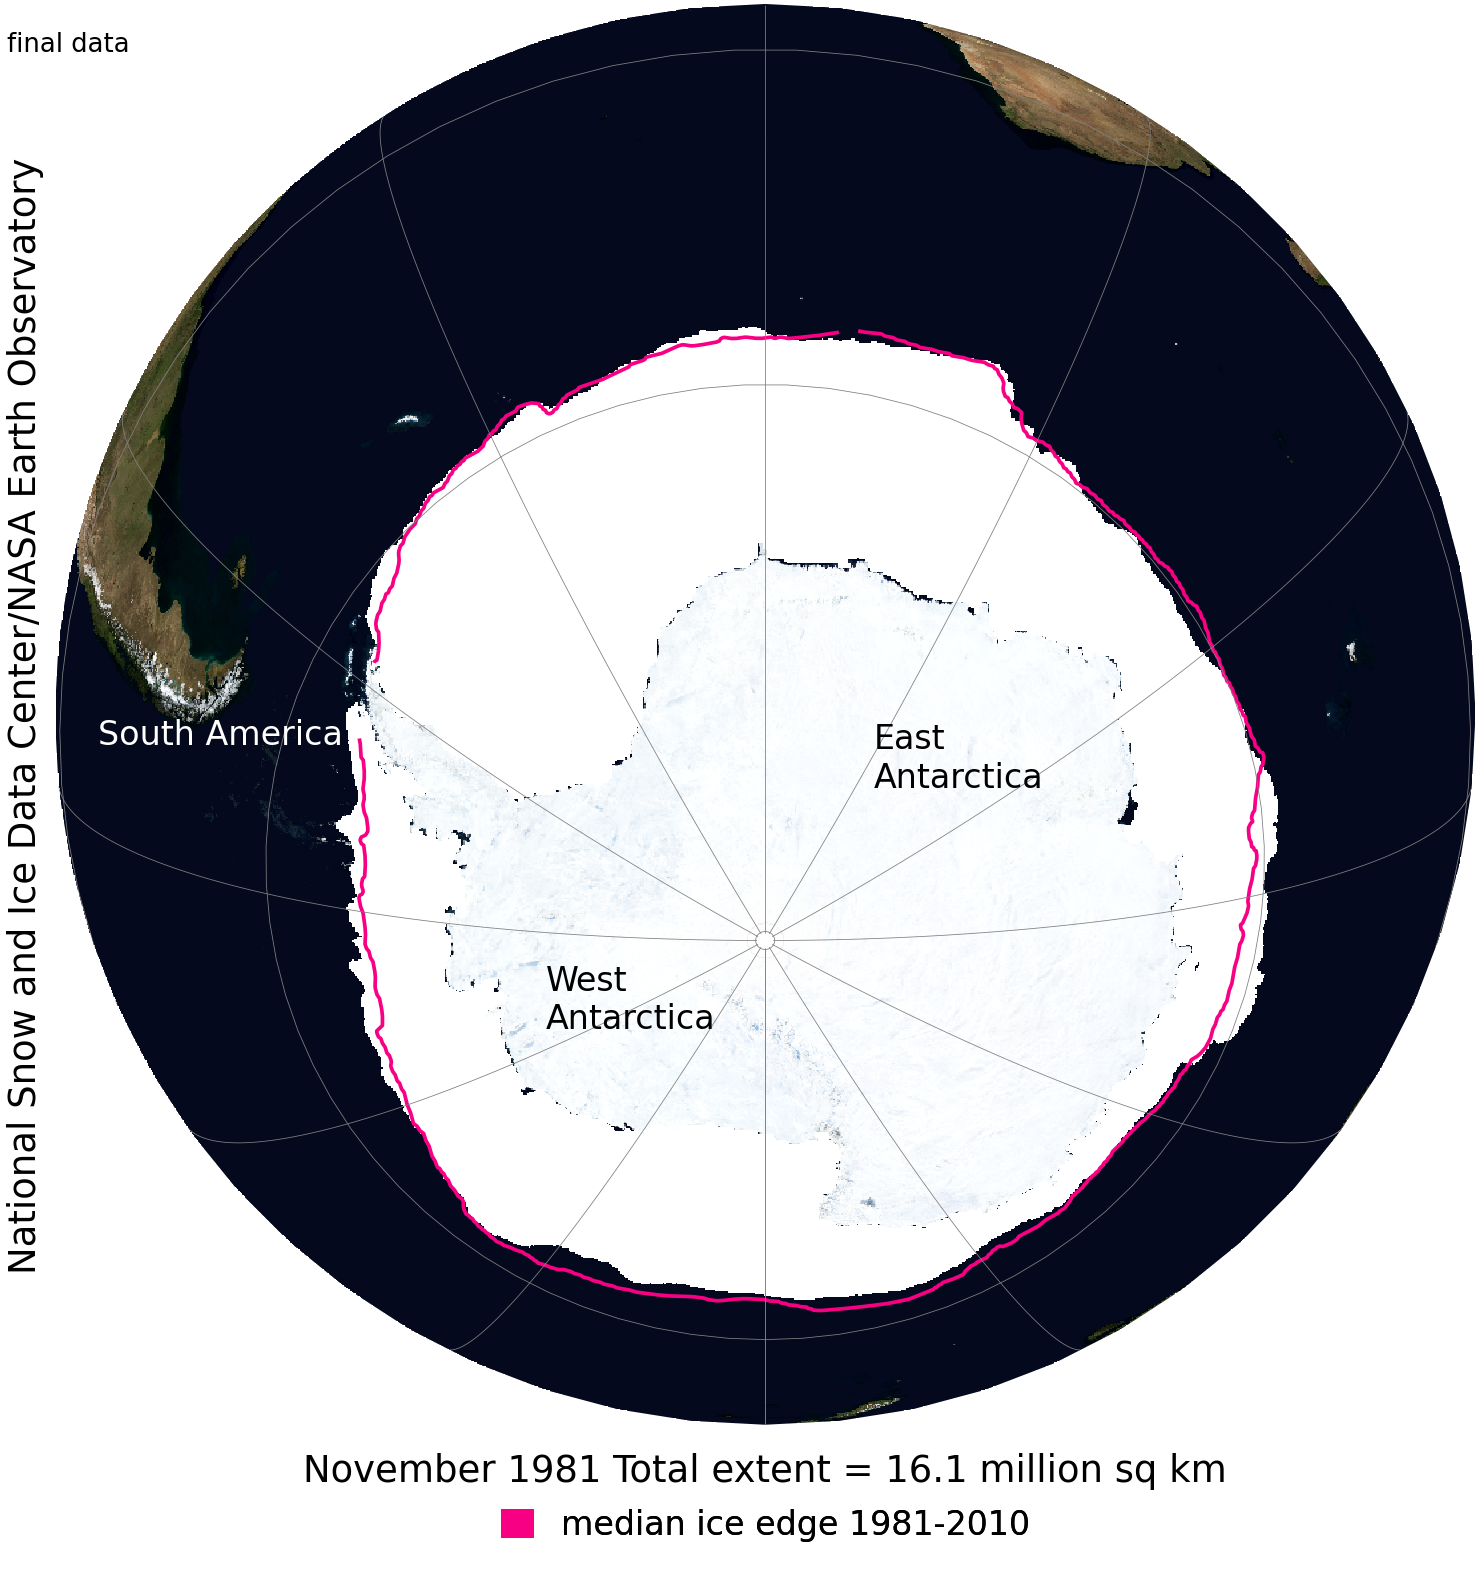 final data
National Snow and Ice Data Center/NASA Earth Observatory
South America
East
Antarctica
West
Antarctica
November 1981 Total extent = 16.1 million sq km
median ice edge 1981-2010